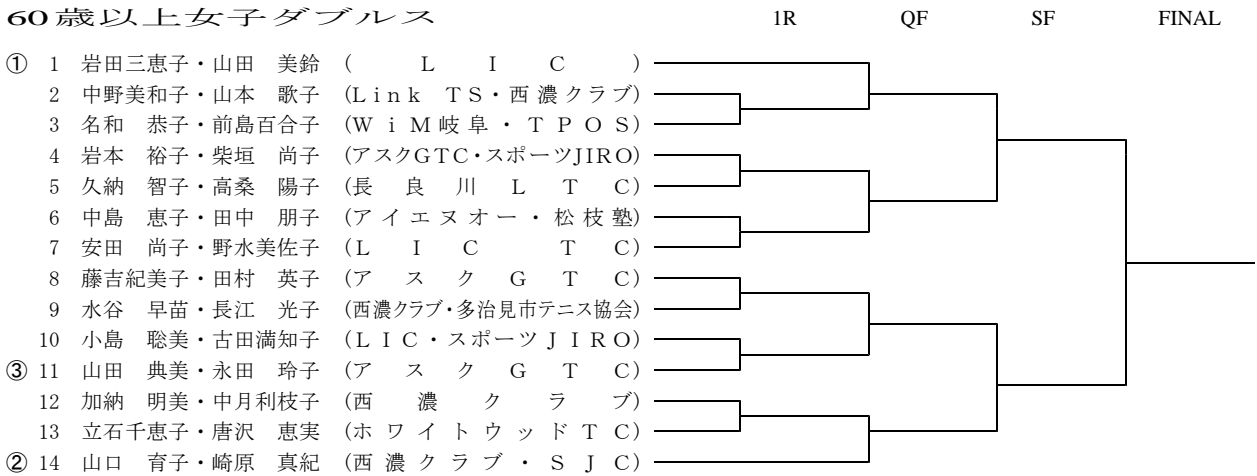 60歳以上女子ダブルス 1R QF SF FINAL
① 1 岩田三恵子・山田 美鈴 (LIC)
2 中野美和子・山本 歌子 (Link TS・西濃クラブ)
3 名和 恭子・前島百合子 (WiM岐阜・TPOS)
4 岩本 裕子・柴垣 尚子 (アスクGTC・スポーツJIRO)
5 久納 智子・高桑 陽子 (長良川LTC)
6 中島 恵子・田中 朋子 (アイエヌオー・松枝塾)
7 安田 尚子・野水美佐子 (LIC TC)
8 藤吉紀美子・田村 英子 (アスクGTC)
9 水谷 早苗・長江 光子 (西濃クラブ・多治見市テニス協会)
10 小島 聡美・古田満知子 (LIC・スポーツJIRO)
③ 11 山田 典美・永田 玲子 (アスクGTC)
12 加納 明美・中月利枝子 (西濃クラブ)
13 立石千恵子・唐沢 恵実 (ホワイトウッドTC)
② 14 山口 育子・崎原 真紀 (西濃クラブ・SJC)